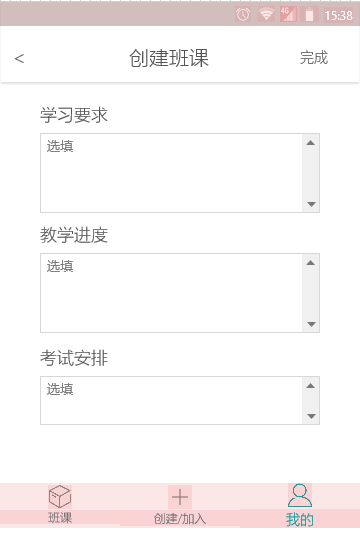 4G 15:38
< 创建班课 完成
学习要求
选填
教学进度
选填
考试安排
选填
班课 创建/加入 我的